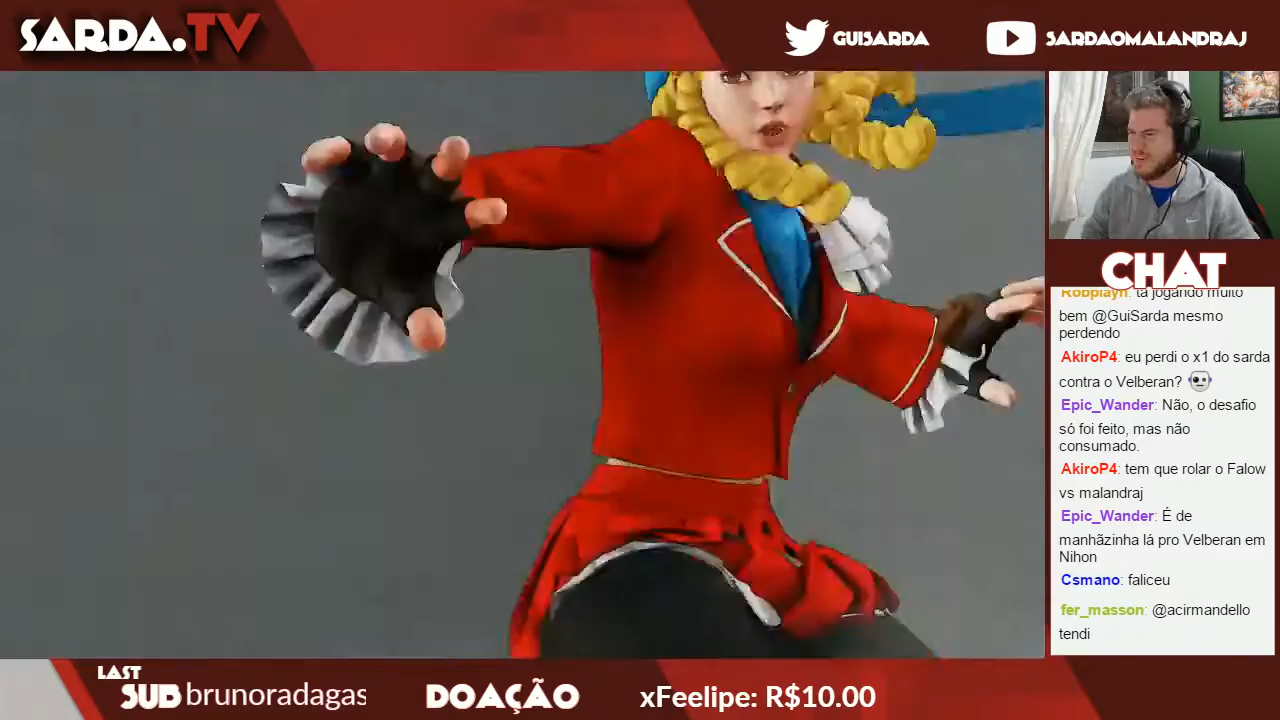 SARDA.TV
GUISARDA
SARDAOMALANDRAJ
CHAT
Robplayn: ta jogando muito
bem @GuiSarda mesmo
perdendo
AkiroP4: eu perdi o x1 do sarda
contra o Velberan?
Epic_Wander: Não, o desafio
só foi feito, mas não
consumado.
AkiroP4: tem que rolar o Falow
vs malandraj
Epic_Wander: É de
manhãzinha lá pro Velberan em
Nihon
Csmano: faliceu
fer_masson: @acirmandello
tendi
LAST
SUB brunoradagas
DOAÇÃO
xFeelipe: R$10.00